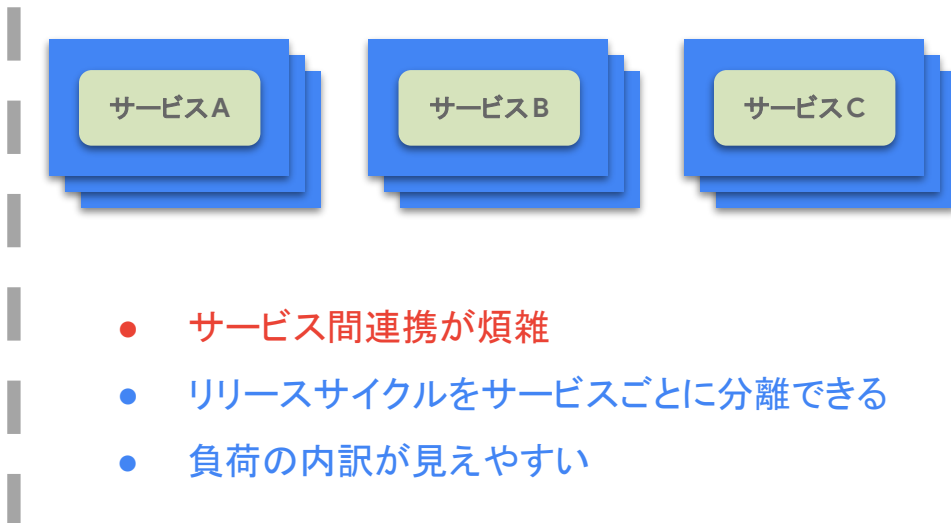 サービスA
サービスB
サービスC
● サービス間連携が煩雑
● リリースサイクルをサービスごとに分離できる
● 負荷の内訳が見えやすい